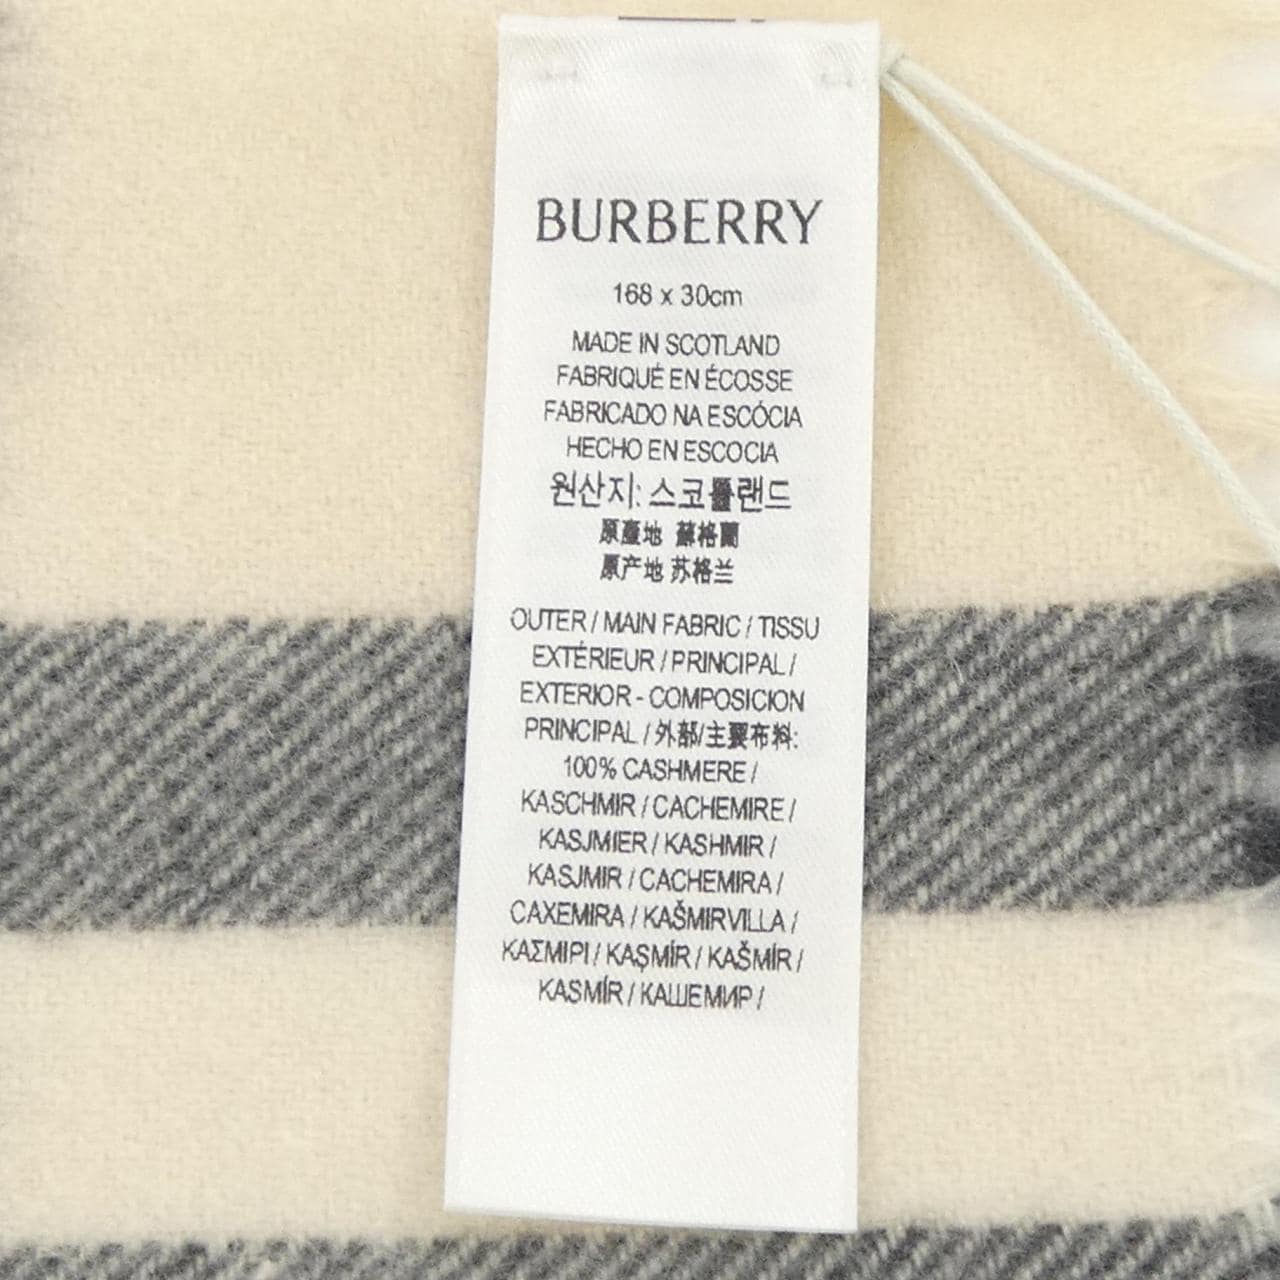 BURBERRY
168 x 30cm
MADE IN SCOTLAND
FABRIQUÉ EN ÉCOSSE
FABRICADO NA ESCÓCIA
HECHO EN ESCOCIA
원산지: 스코틀랜드
原產地 蘇格蘭
原产地 苏格兰
OUTER / MAIN FABRIC / TISSU
EXTÉRIEUR / PRINCIPAL /
EXTERIOR - COMPOSICION
PRINCIPAL / 外部/主要布料:
100% CASHMERE /
KASCHMIR / CACHEMIRE /
KASJMIER / KASHMIR /
KASJMIR / CACHEMIRA /
CAXEMIRA / KAŠMIRVILLA /
ΚΑΣΜΙΡΙ / KAŞMİR / KAŠMÍR /
KASMÍR / КАШЕМИР /